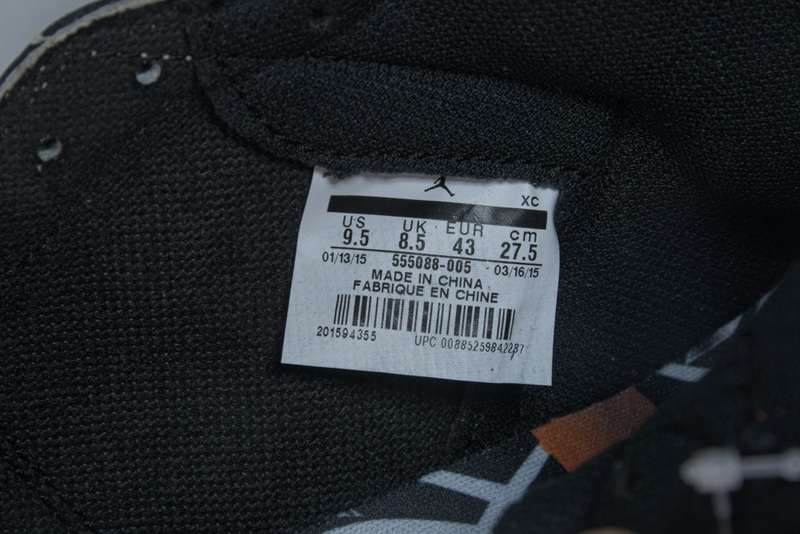 XC
US UK EUR cm
9.5 8.5 43 27.5
01/13/15 555088-005 03/16/15
MADE IN CHINA
FABRIQUE EN CHINE
201594355 UPC 00885259842287